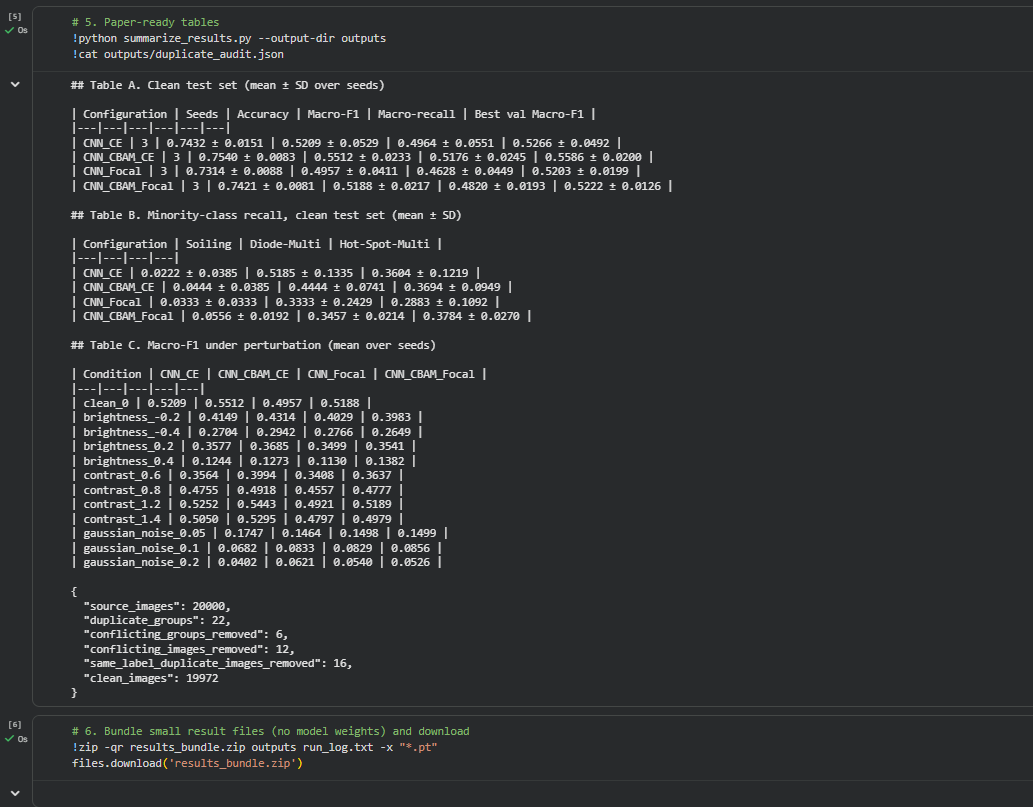 [5]
0s
# 5. Paper-ready tables
!python summarize_results.py --output-dir outputs
!cat outputs/duplicate_audit.json
## Table A. Clean test set (mean ± SD over seeds)
| Configuration | Seeds | Accuracy | Macro-F1 | Macro-recall | Best val Macro-F1 |
|---|---|---|---|---|---|
| CNN_CE | 3 | 0.7432 ± 0.0151 | 0.5209 ± 0.0529 | 0.4964 ± 0.0551 | 0.5266 ± 0.0492 |
| CNN_CBAM_CE | 3 | 0.7540 ± 0.0083 | 0.5512 ± 0.0233 | 0.5176 ± 0.0245 | 0.5586 ± 0.0200 |
| CNN_Focal | 3 | 0.7314 ± 0.0088 | 0.4957 ± 0.0411 | 0.4628 ± 0.0449 | 0.5203 ± 0.0199 |
| CNN_CBAM_Focal | 3 | 0.7421 ± 0.0081 | 0.5188 ± 0.0217 | 0.4820 ± 0.0193 | 0.5222 ± 0.0126 |
## Table B. Minority-class recall, clean test set (mean ± SD)
| Configuration | Soiling | Diode-Multi | Hot-Spot-Multi |
|---|---|---|---|
| CNN_CE | 0.0222 ± 0.0385 | 0.5185 ± 0.1335 | 0.3604 ± 0.1219 |
| CNN_CBAM_CE | 0.0444 ± 0.0385 | 0.4444 ± 0.0741 | 0.3694 ± 0.0949 |
| CNN_Focal | 0.0333 ± 0.0333 | 0.3333 ± 0.2429 | 0.2883 ± 0.1092 |
| CNN_CBAM_Focal | 0.0556 ± 0.0192 | 0.3457 ± 0.0214 | 0.3784 ± 0.0270 |
## Table C. Macro-F1 under perturbation (mean over seeds)
| Condition | CNN_CE | CNN_CBAM_CE | CNN_Focal | CNN_CBAM_Focal |
|---|---|---|---|---|
| clean_0 | 0.5209 | 0.5512 | 0.4957 | 0.5188 |
| brightness_-0.2 | 0.4149 | 0.4314 | 0.4029 | 0.3983 |
| brightness_-0.4 | 0.2704 | 0.2942 | 0.2766 | 0.2649 |
| brightness_0.2 | 0.3577 | 0.3685 | 0.3499 | 0.3541 |
| brightness_0.4 | 0.1244 | 0.1273 | 0.1130 | 0.1382 |
| contrast_0.6 | 0.3564 | 0.3994 | 0.3408 | 0.3637 |
| contrast_0.8 | 0.4755 | 0.4918 | 0.4557 | 0.4777 |
| contrast_1.2 | 0.5252 | 0.5443 | 0.4921 | 0.5189 |
| contrast_1.4 | 0.5050 | 0.5295 | 0.4797 | 0.4979 |
| gaussian_noise_0.05 | 0.1747 | 0.1464 | 0.1498 | 0.1499 |
| gaussian_noise_0.1 | 0.0682 | 0.0833 | 0.0829 | 0.0856 |
| gaussian_noise_0.2 | 0.0402 | 0.0621 | 0.0540 | 0.0526 |
{
"source_images": 20000,
"duplicate_groups": 22,
"conflicting_groups_removed": 6,
"conflicting_images_removed": 12,
"same_label_duplicate_images_removed": 16,
"clean_images": 19972
}
[6]
0s
# 6. Bundle small result files (no model weights) and download
!zip -qr results_bundle.zip outputs run_log.txt -x "*.pt"
files.download('results_bundle.zip')